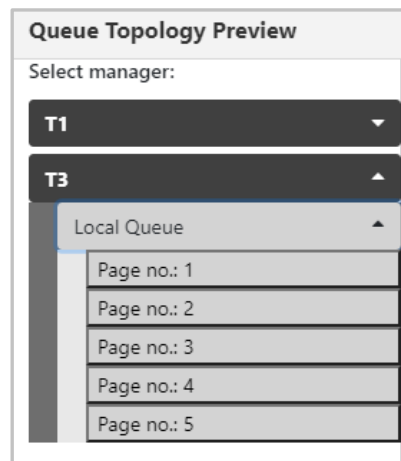 Queue Topology Preview
Select manager:
T1
T3
Local Queue
Page no.: 1
Page no.: 2
Page no.: 3
Page no.: 4
Page no.: 5